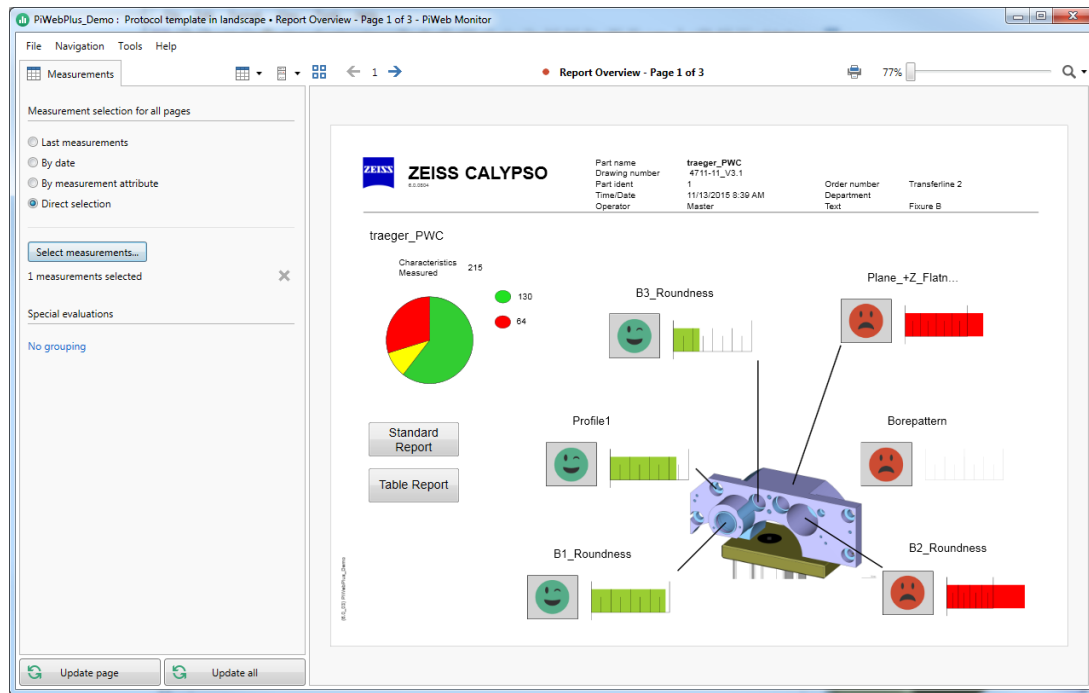 PiWebPlus_Demo : Protocol template in landscape • Report Overview - Page 1 of 3 - PiWeb Monitor
File Navigation Tools Help
Measurements
1
Report Overview - Page 1 of 3
77%
Measurement selection for all pages
Last measurements
By date
By measurement attribute
Direct selection
Select measurements...
1 measurements selected
Special evaluations
No grouping
Update page
Update all
ZEISS
ZEISS CALYPSO
Part name traeger_PWC
Drawing number 4711-11_V3.1
Part ident 1 Order number Transferline 2
Time/Date 11/13/2015 8:39 AM Department
Operator Master Text Fixure B
traeger_PWC
Characteristics
Measured 215
130
64
Standard
Report
Table Report
B3_Roundness
Plane_+Z_Flatn...
Profile1
Borepattern
B1_Roundness
B2_Roundness